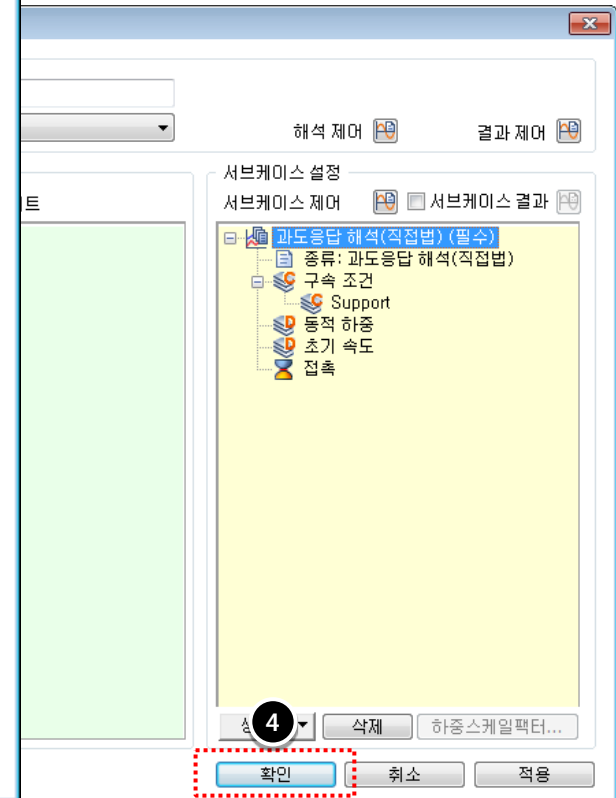 해석 제어 결과 제어
서브케이스 설정
트 서브케이스 제어 서브케이스 결과
과도응답 해석(직접법) (필수)
종류: 과도응답 해석(직접법)
구속 조건
Support
동적 하중
초기 속도
접촉
4 삭제 하중스케일팩터...
확인 취소 적용